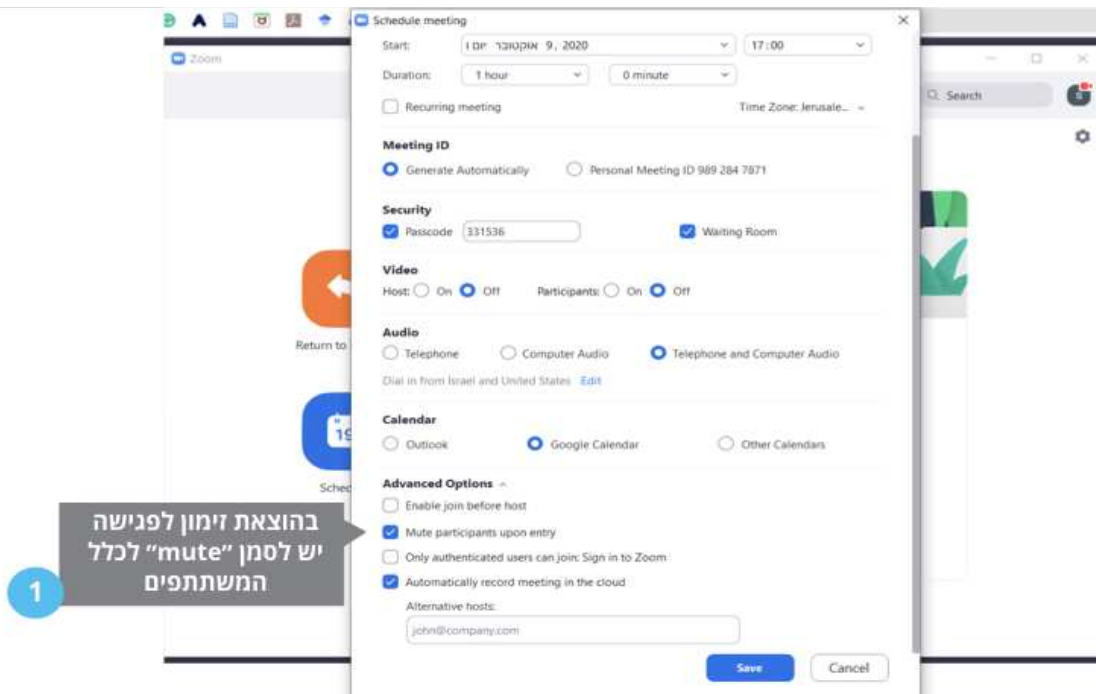 Schedule meeting
Zoom
Start: יום ו 9, אוקטובר, 2020 17:00
Duration: 1 hour 0 minute
Search
S
Recurring meeting Time Zone: Jerusale...
Meeting ID
Generate Automatically Personal Meeting ID 989 284 7871
Security
Passcode 331536 Waiting Room
Video
Host: On Off Participants: On Off
Audio
Return to
Telephone Computer Audio Telephone and Computer Audio
Dial in from Israel and United States Edit
Calendar
19
Outlook Google Calendar Other Calendars
Advanced Options
Sched
Enable join before host
Mute participants upon entry
Only authenticated users can join: Sign in to Zoom
Automatically record meeting in the cloud
Alternative hosts:
john@company.com
Save Cancel
בהוצאת זימון לפגישה
יש לסמן "mute" לכלל
המשתתפים
1